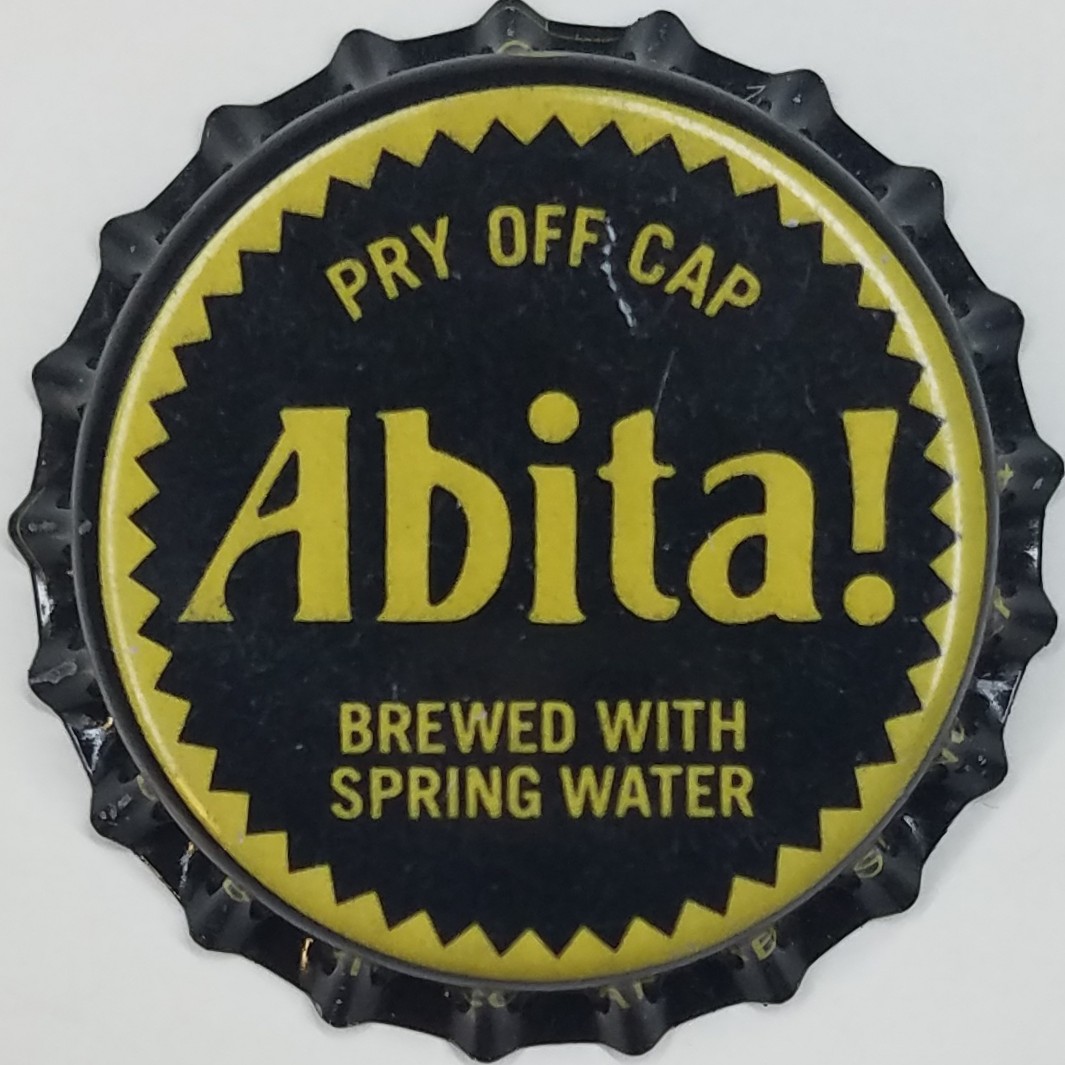 PRY OFF CAP
Abita!
BREWED WITH
SPRING WATER